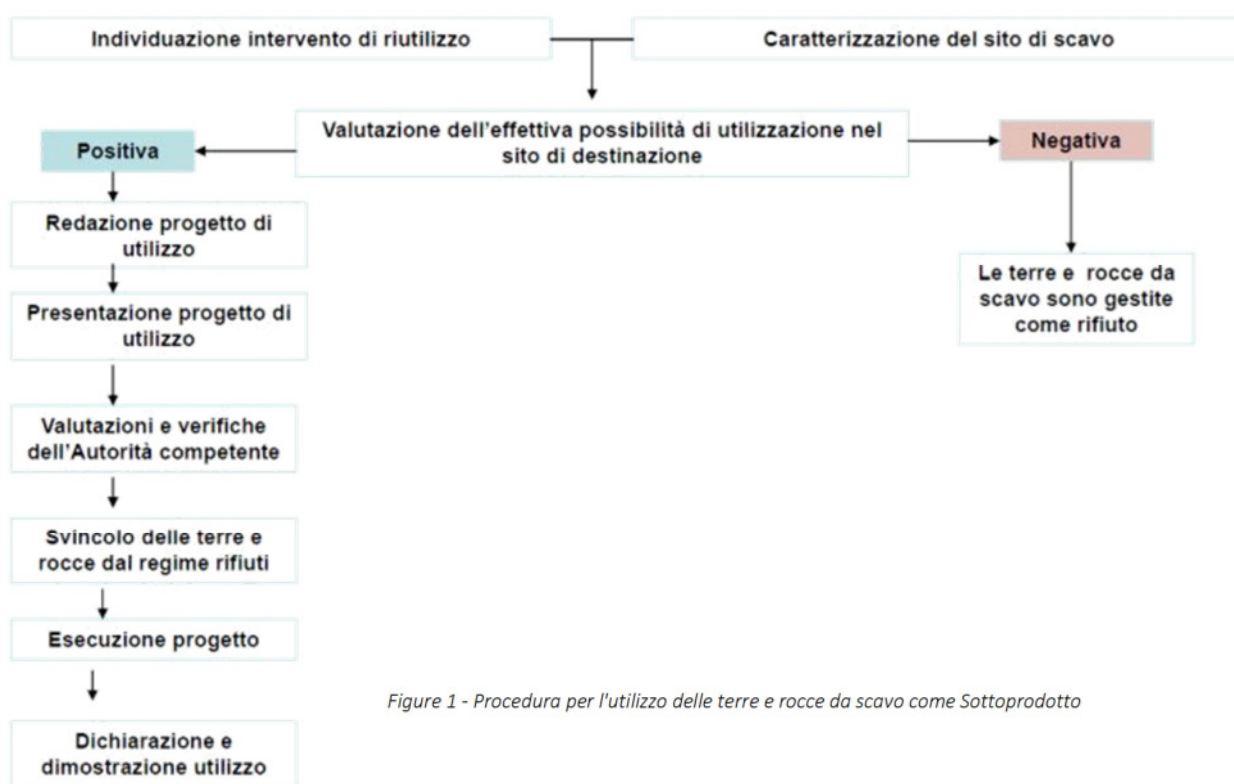 Individuazione intervento di riutilizzo
Caratterizzazione del sito di scavo
Valutazione dell'effettiva possibilità di utilizzazione nel
sito di destinazione
Positiva
Negativa
Redazione progetto di
utilizzo
Le terre e rocce da
scavo sono gestite
come rifiuto
Presentazione progetto di
utilizzo
Valutazioni e verifiche
dell'Autorità competente
Svincolo delle terre e
rocce dal regime rifiuti
Esecuzione progetto
Dichiarazione e
dimostrazione utilizzo
Figure 1 - Procedura per l'utilizzo delle terre e rocce da scavo come Sottoprodotto